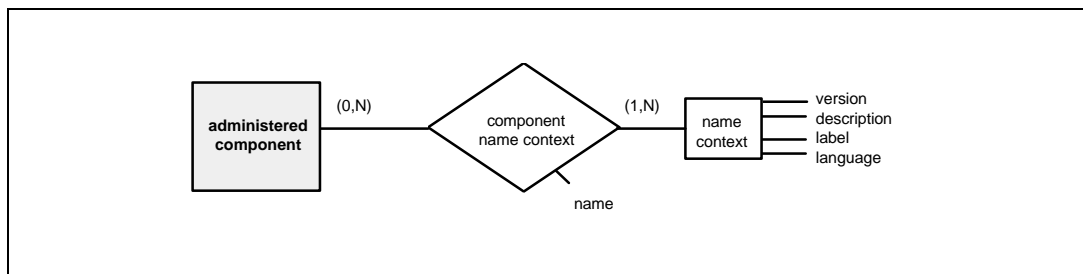 administered
component
(0,N)
component
name context
name
(1,N)
name
context
version
description
label
language